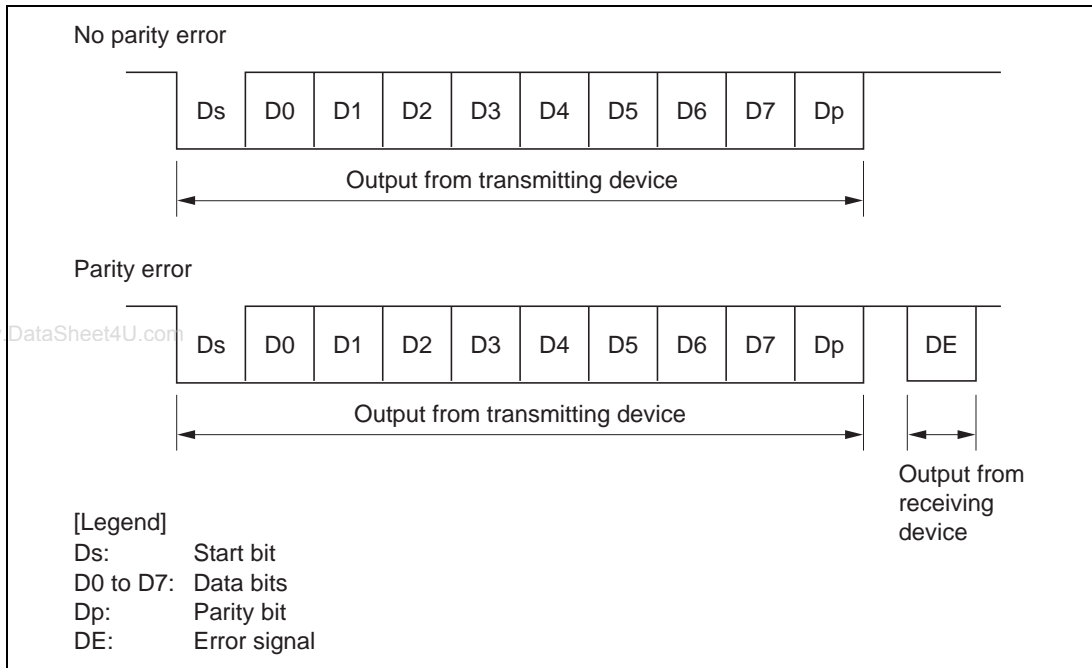 No parity error
Ds D0 D1 D2 D3 D4 D5 D6 D7 Dp
Output from transmitting device
Parity error
.DataSheet4U.com
Ds D0 D1 D2 D3 D4 D5 D6 D7 Dp DE
Output from transmitting device
Output from
receiving
device
[Legend]
Ds: Start bit
D0 to D7: Data bits
Dp: Parity bit
DE: Error signal